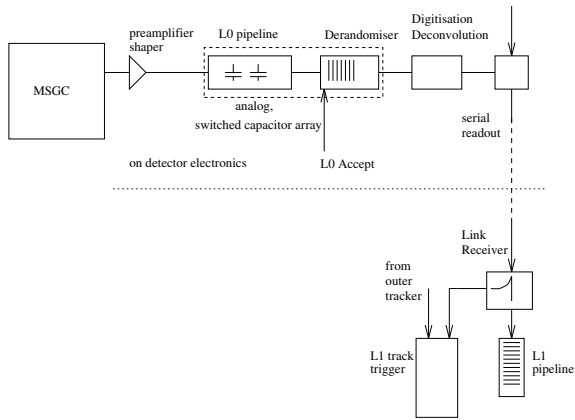 preamplifier
shaper
L0 pipeline
Derandomiser
Digitisation
Deconvolution
MSGC
analog,
switched capacitor array
serial
readout
on detector electronics
L0 Accept
Link
Receiver
from
outer
tracker
L1 track
trigger
L1
pipeline